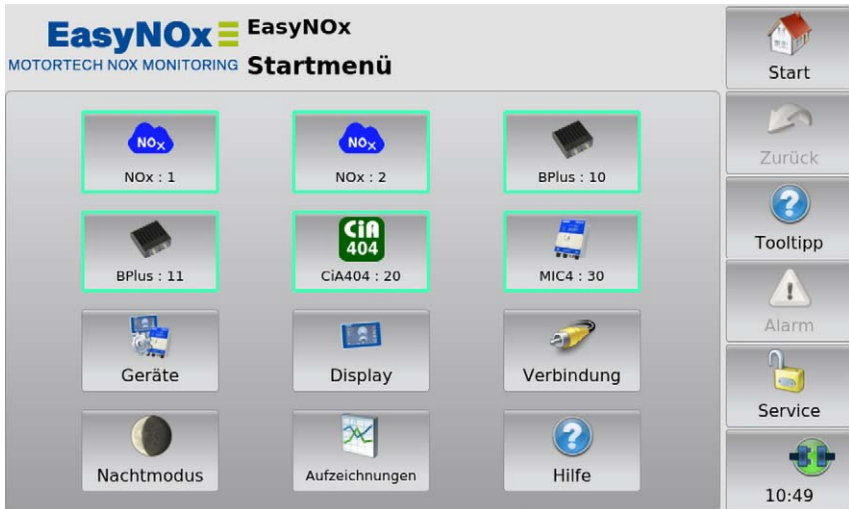 EasyNOx
MOTORTECH NOX MONITORING
EasyNOx
Startmenü
NOx
NOx : 1
NOx
NOx : 2
BPlus : 10
BPlus : 11
CiA
404
CiA404 : 20
MIC4 : 30
Geräte
Display
Verbindung
Nachtmodus
Aufzeichnungen
Hilfe
Start
Zurück
Tooltipp
Alarm
Service
10:49